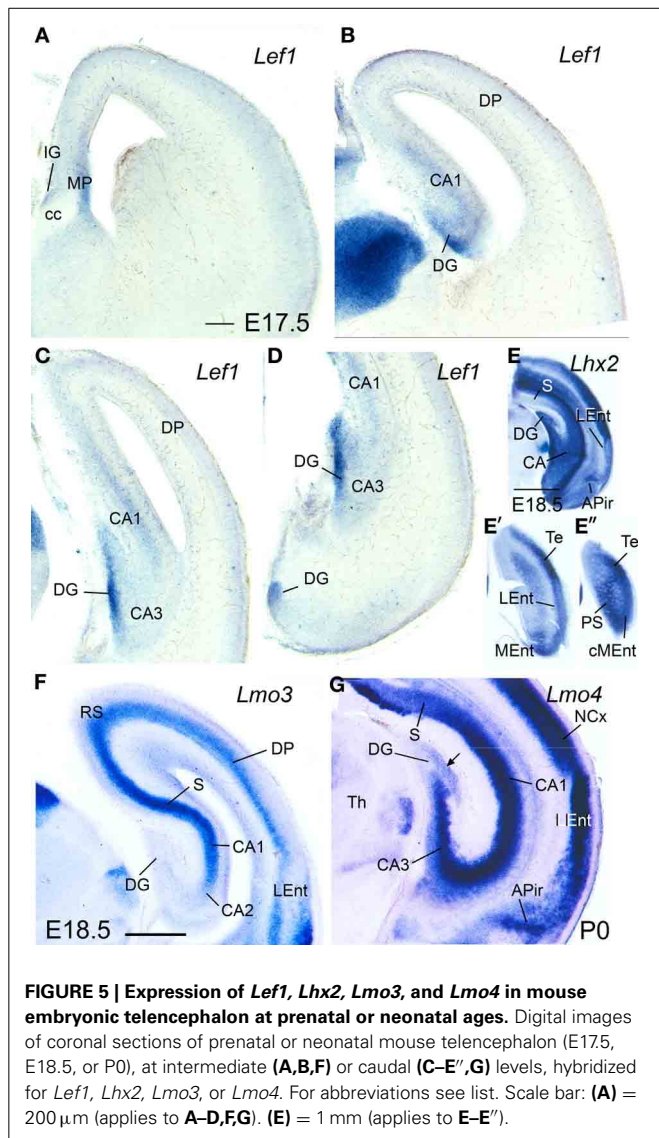 A
Lef1
IG
MP
cc
E17.5
B
Lef1
DP
CA1
DG
C
Lef1
DP
CA1
DG
CA3
D
Lef1
CA1
DG
CA3
DG
E
Lhx2
S
LEnt
DG
CA
APir
E18.5
E′
Te
LEnt
MEnt
E″
Te
PS
cMEnt
F
Lmo3
RS
DP
S
CA1
DG
LEnt
CA2
E18.5
G
Lmo4
NCx
S
DG
CA1
Th
LEnt
CA3
APir
P0
FIGURE 5 | Expression of Lef1, Lhx2, Lmo3, and Lmo4 in mouse
embryonic telencephalon at prenatal or neonatal ages. Digital images
of coronal sections of prenatal or neonatal mouse telencephalon (E17.5,
E18.5, or P0), at intermediate (A,B,F) or caudal (C–E″,G) levels, hybridized
for Lef1, Lhx2, Lmo3, or Lmo4. For abbreviations see list. Scale bar: (A) =
200 μm (applies to A–D,F,G). (E) = 1 mm (applies to E–E″).